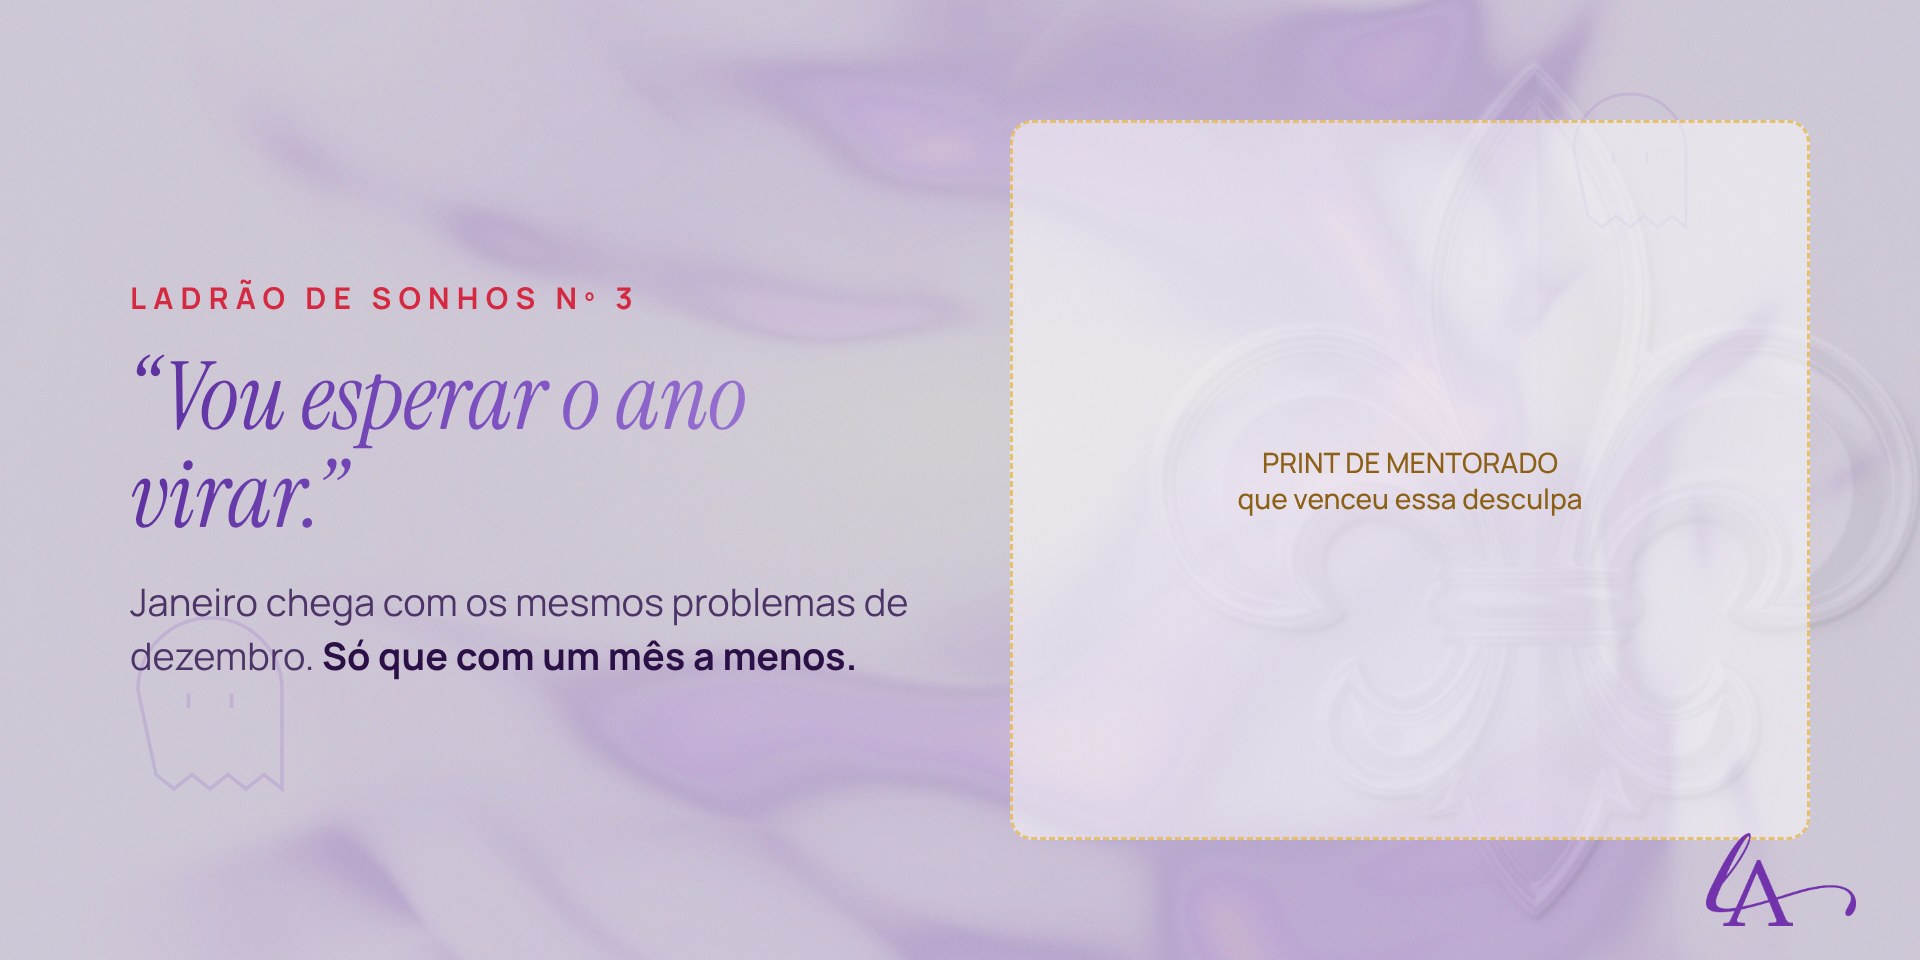 LADRÃO DE SONHOS Nº 3
“Vou esperar o ano
virar.”
Janeiro chega com os mesmos problemas de
dezembro. Só que com um mês a menos.
PRINT DE MENTORADO
que venceu essa desculpa
lA